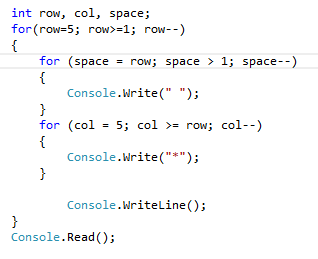 int row, col, space;
for(row=5; row>=1; row--)
{
    for (space = row; space > 1; space--)
    {
        Console.Write(" ");
    }
    for (col = 5; col >= row; col--)
    {
        Console.Write("*");
    }

        Console.WriteLine();
}
Console.Read();